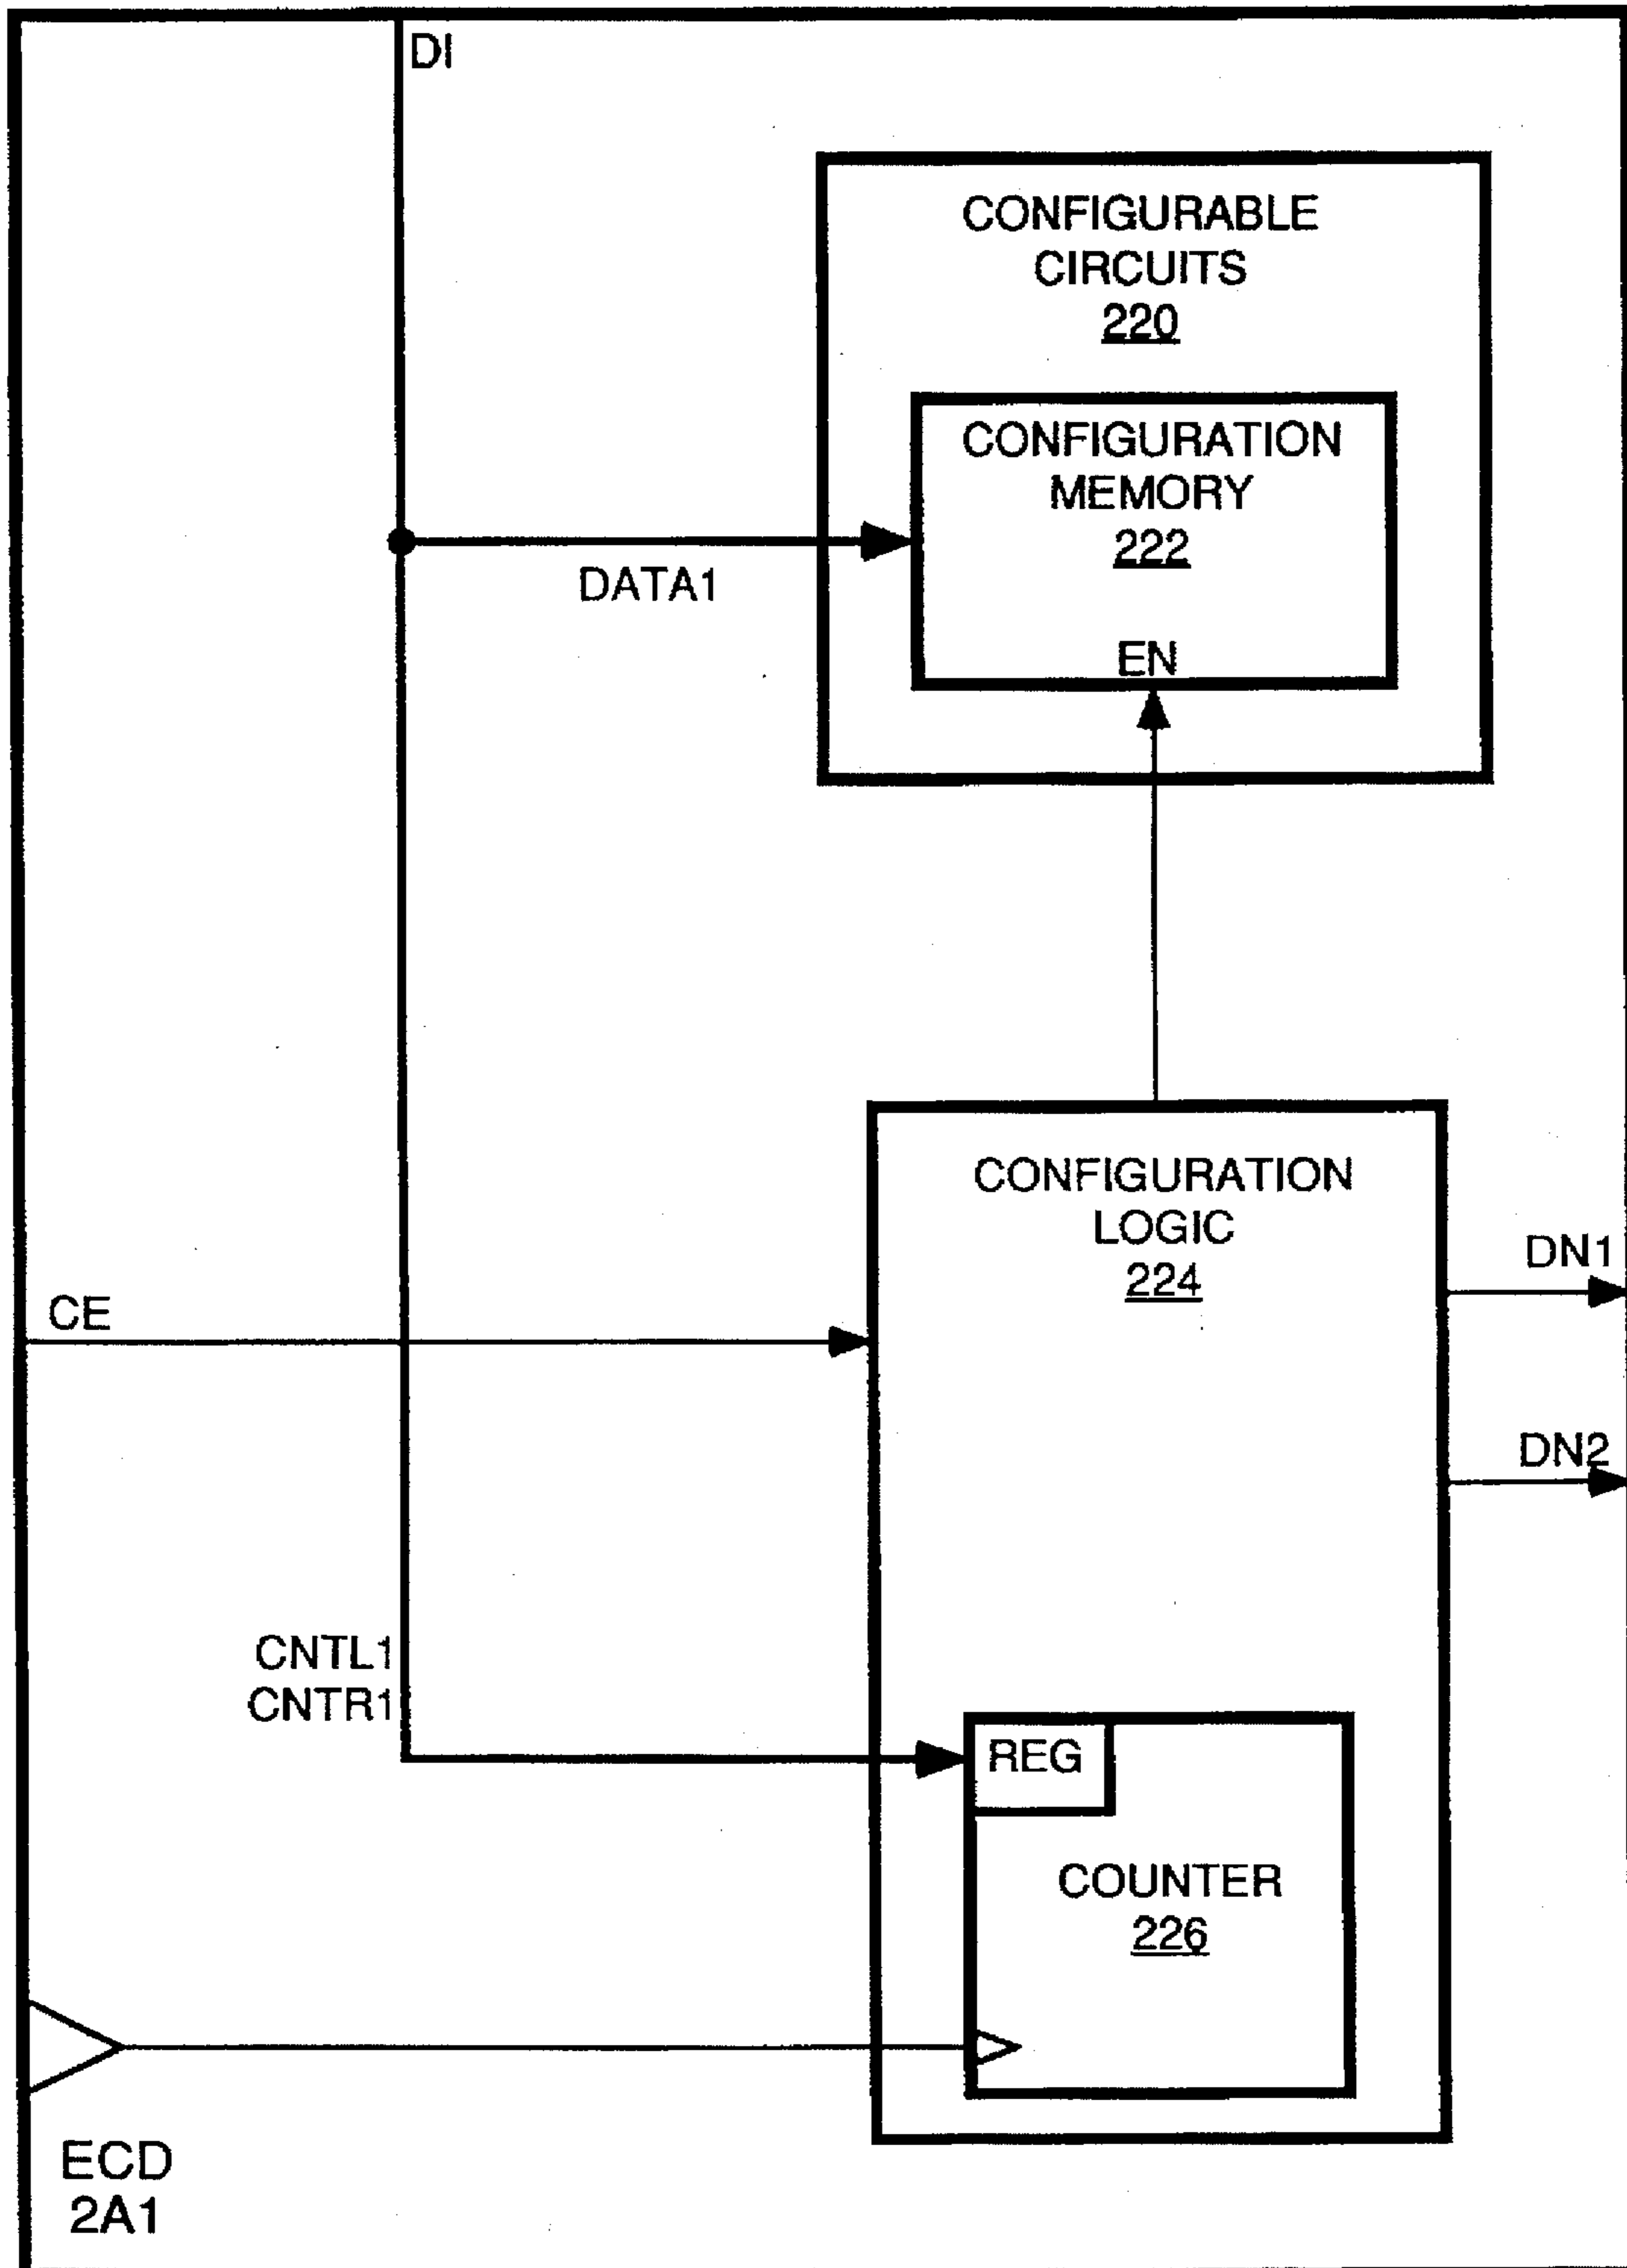 DI
CONFIGURABLE
CIRCUITS
220
CONFIGURATION
MEMORY
222
DATA1
EN
CONFIGURATION
LOGIC
224
DN1
CE
DN2
CNTL1
CNTR1
REG
COUNTER
226
ECD
2A1